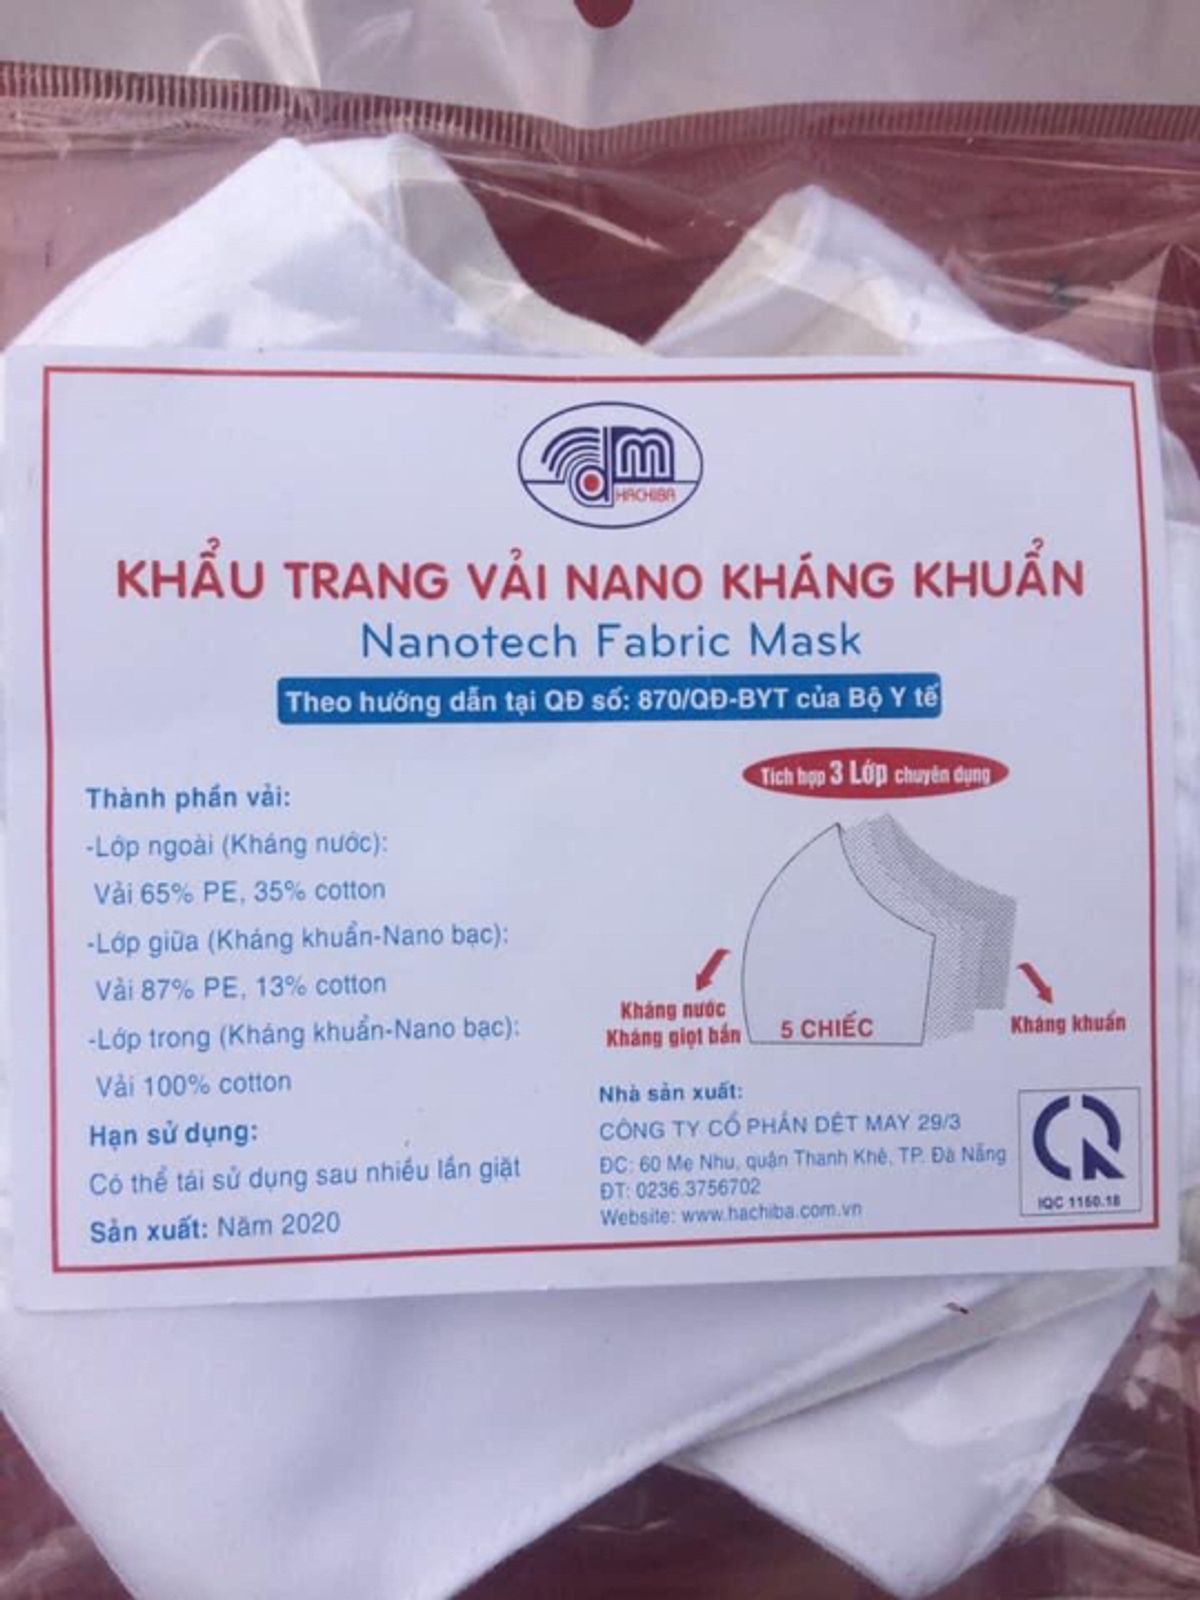 dm
HACHIBA
KHẨU TRANG VẢI NANO KHÁNG KHUẨN
Nanotech Fabric Mask
Theo hướng dẫn tại QĐ số: 870/QĐ-BYT của Bộ Y tế
Thành phần vải:
-Lớp ngoài (Kháng nước):
Vải 65% PE, 35% cotton
-Lớp giữa (Kháng khuẩn-Nano bạc):
Vải 87% PE, 13% cotton
-Lớp trong (Kháng khuẩn-Nano bạc):
Vải 100% cotton
Hạn sử dụng:
Có thể tái sử dụng sau nhiều lần giặt
Sản xuất: Năm 2020
Tích hợp 3 Lớp chuyên dụng
Kháng nước
Kháng giọt bắn
5 CHIẾC
Kháng khuẩn
Nhà sản xuất:
CÔNG TY CỔ PHẦN DỆT MAY 29/3
ĐC: 60 Mẹ Nhu, quận Thanh Khê, TP. Đà Nẵng
ĐT: 0236.3756702
Website: www.hachiba.com.vn
IQC 1160.18